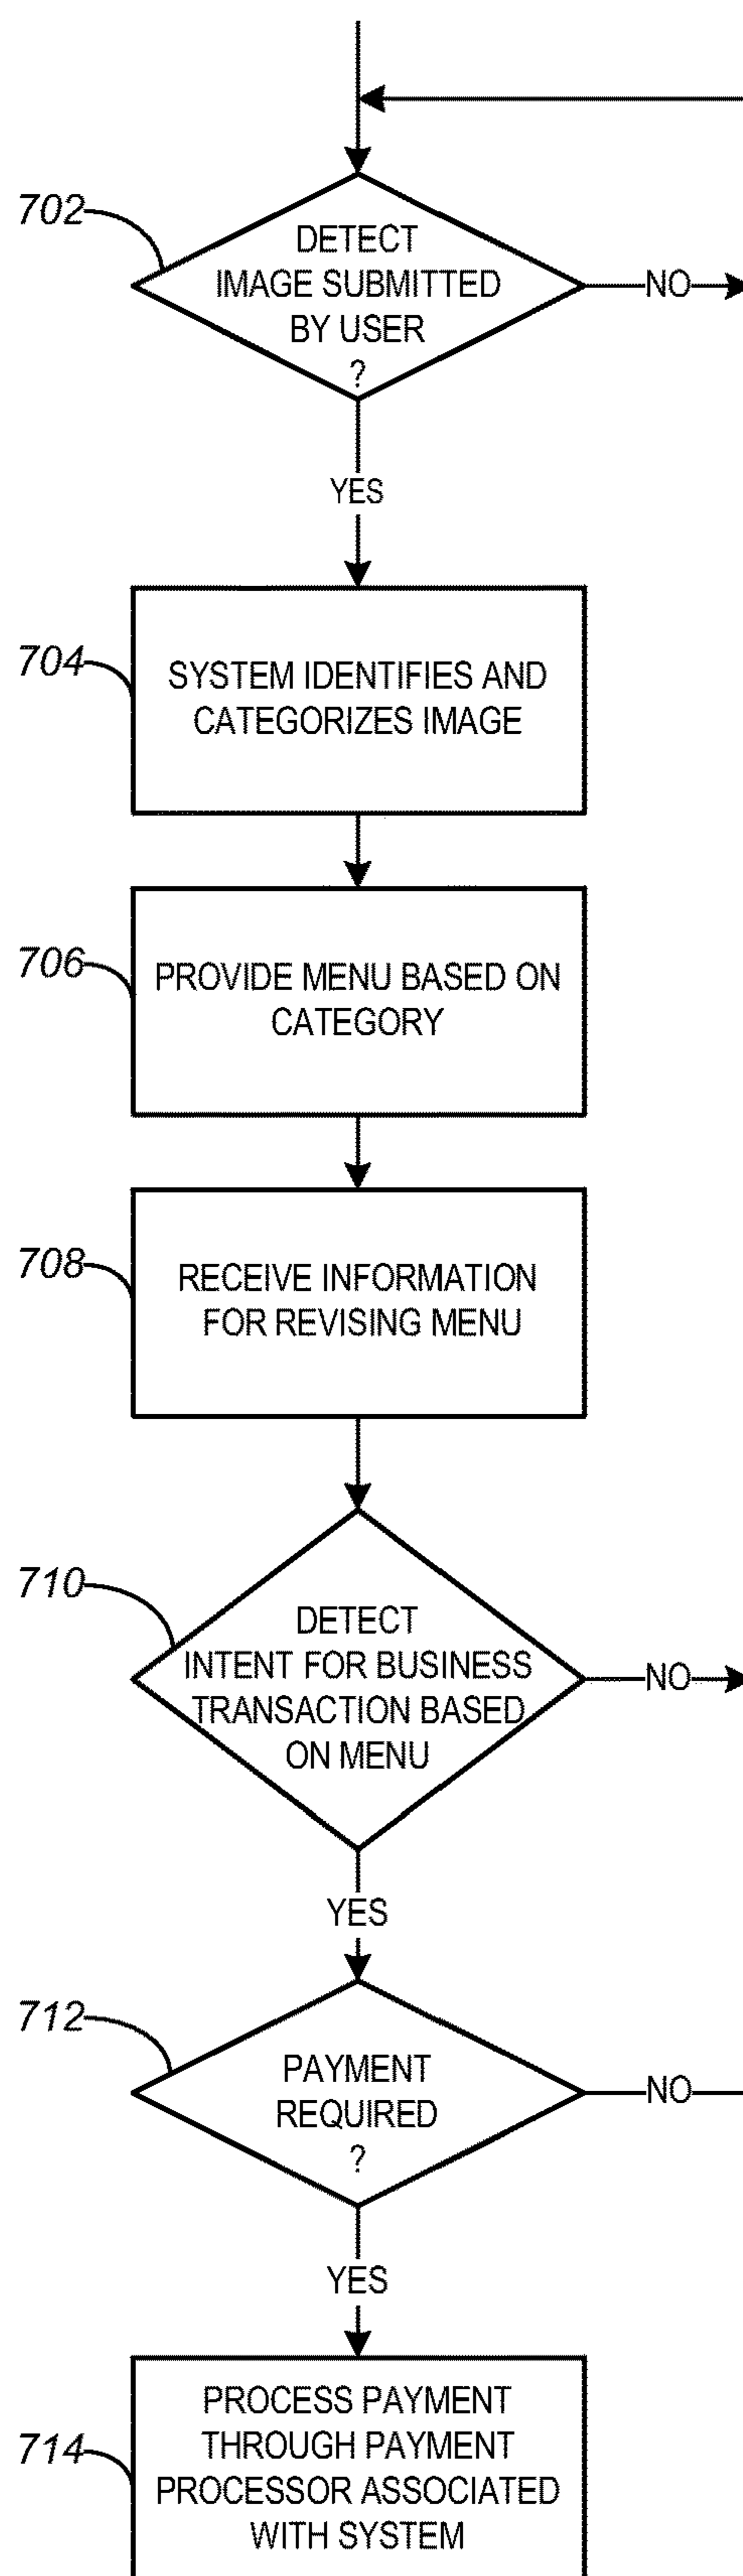 702
DETECT
IMAGE SUBMITTED
BY USER
?
NO
YES
704
SYSTEM IDENTIFIES AND
CATEGORIZES IMAGE
706
PROVIDE MENU BASED ON
CATEGORY
708
RECEIVE INFORMATION
FOR REVISING MENU
710
DETECT
INTENT FOR BUSINESS
TRANSACTION BASED
ON MENU
NO
YES
712
PAYMENT
REQUIRED
?
NO
YES
714
PROCESS PAYMENT
THROUGH PAYMENT
PROCESSOR ASSOCIATED
WITH SYSTEM